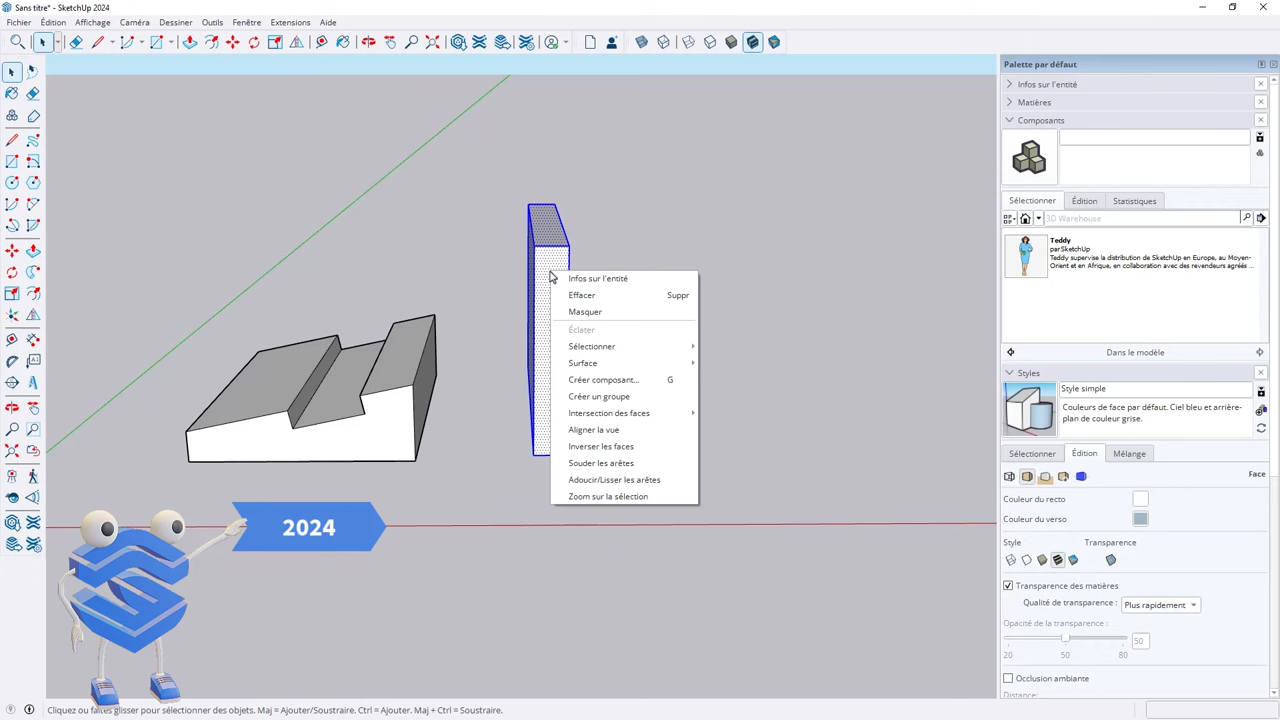 Sans titre* - SketchUp 2024
Fichier Édition Affichage Caméra Dessiner Outils Fenêtre Extensions Aide
Palette par défaut
Infos sur l'entité
Matières
Composants
Sélectionner Édition Statistiques
3D Warehouse
Teddy
par SketchUp
Teddy supervise la distribution de SketchUp en Europe, au Moyen-
Orient et en Afrique, en collaboration avec des revendeurs agréés ...
Dans le modèle
Styles
Style simple
Couleurs de face par défaut. Ciel bleu et arrière-
plan de couleur grise.
Sélectionner Édition Mélange
Face
Couleur du recto
Couleur du verso
Style Transparence
Transparence des matières
Qualité de transparence : Plus rapidement
Opacité de la transparence :
50
20 50 80
Occlusion ambiante
Distance:
Infos sur l'entité
Effacer Suppr
Masquer
Éclater
Sélectionner
Surface
Créer composant... G
Créer un groupe
Intersection des faces
Aligner la vue
Inverser les faces
Souder les arêtes
Adoucir/Lisser les arêtes
Zoom sur la sélection
2024
Cliquez ou faites glisser pour sélectionner des objets. Maj = Ajouter/Soustraire. Ctrl = Ajouter. Maj + Ctrl = Soustraire.